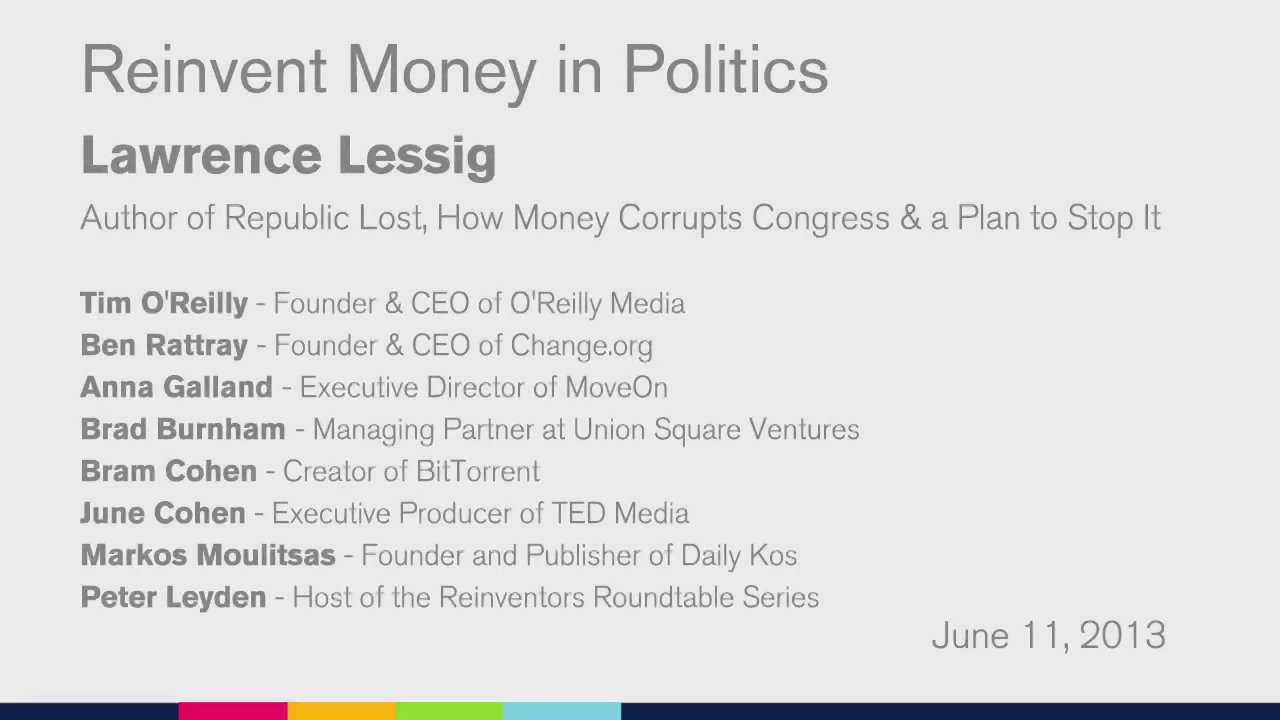 Reinvent Money in Politics
Lawrence Lessig
Author of Republic Lost, How Money Corrupts Congress & a Plan to Stop It
Tim O'Reilly - Founder & CEO of O'Reilly Media
Ben Rattray - Founder & CEO of Change.org
Anna Galland - Executive Director of MoveOn
Brad Burnham - Managing Partner at Union Square Ventures
Bram Cohen - Creator of BitTorrent
June Cohen - Executive Producer of TED Media
Markos Moulitsas - Founder and Publisher of Daily Kos
Peter Leyden - Host of the Reinventors Roundtable Series
June 11, 2013